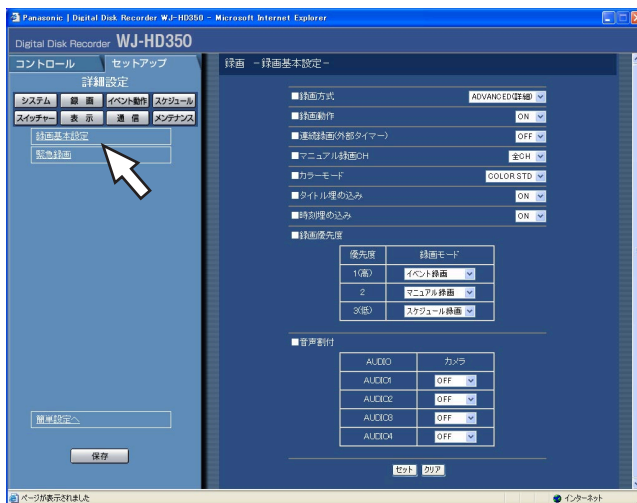 Panasonic | Digital Disk Recorder WJ-HD350 - Microsoft Internet Explorer
Digital Disk Recorder WJ-HD350
コントロール セットアップ
詳細設定
システム 録画 イベント動作 スケジュール
スイッチャー 表示 通信 メンテナンス
録画基本設定
緊急録画
簡単設定へ
保存
録画 －録画基本設定－
■録画方式 ADVANCED(詳細)
■録画動作 ON
■連続録画(外部タイマー) OFF
■マニュアル録画CH 全CH
■カラーモード COLOR STD
■タイトル埋め込み ON
■時刻埋め込み ON
■録画優先度
優先度 録画モード
1(高) イベント録画
2 マニュアル録画
3(低) スケジュール録画
■音声割付
AUDIO カメラ
AUDIO1 OFF
AUDIO2 OFF
AUDIO3 OFF
AUDIO4 OFF
セット クリア
ページが表示されました インターネット